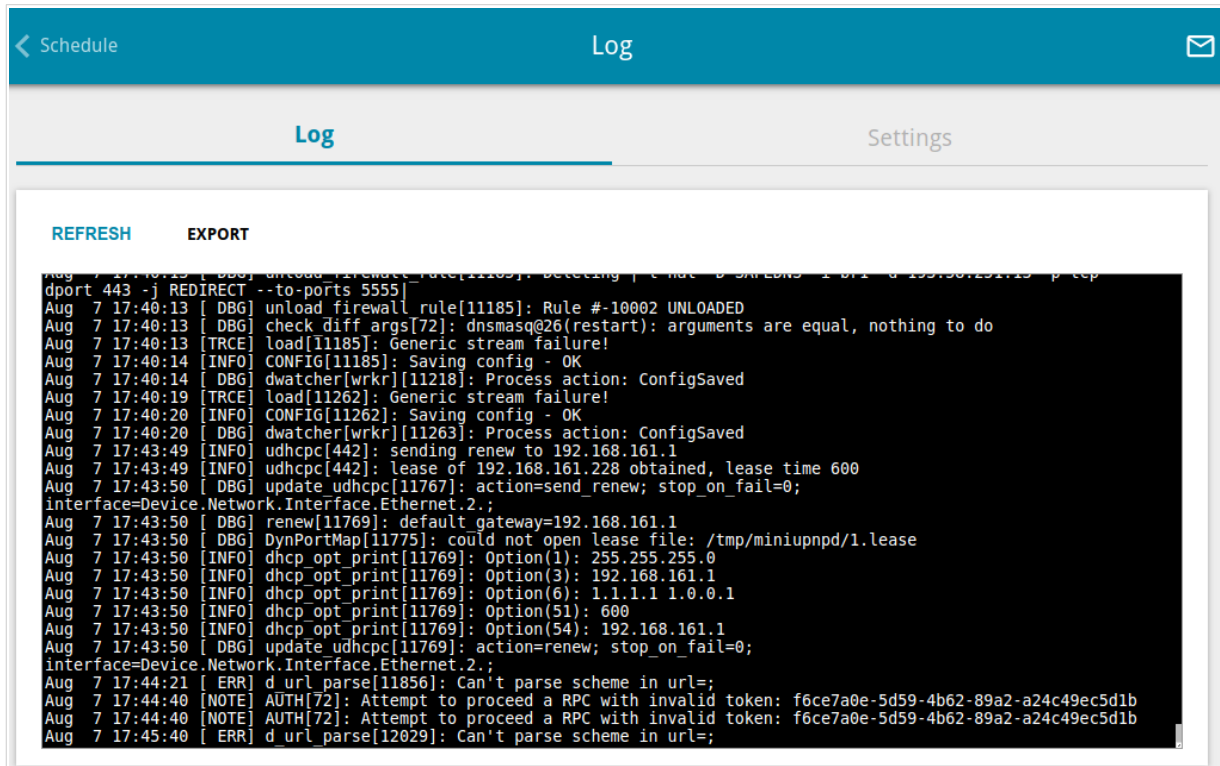 Schedule
Log
Log
Settings
REFRESH
EXPORT
dport 443 -j REDIRECT --to-ports 5555|
Aug  7 17:40:13 [ DBG] unload_firewall_rule[11185]: Rule #-10002 UNLOADED
Aug  7 17:40:13 [ DBG] check_diff_args[72]: dnsmasq@26(restart): arguments are equal, nothing to do
Aug  7 17:40:13 [TRCE] load[11185]: Generic stream failure!
Aug  7 17:40:14 [INFO] CONFIG[11185]: Saving config - OK
Aug  7 17:40:14 [ DBG] dwatcher[wrkr][11218]: Process action: ConfigSaved
Aug  7 17:40:19 [TRCE] load[11262]: Generic stream failure!
Aug  7 17:40:20 [INFO] CONFIG[11262]: Saving config - OK
Aug  7 17:40:20 [ DBG] dwatcher[wrkr][11263]: Process action: ConfigSaved
Aug  7 17:43:49 [INFO] udhcpc[442]: sending renew to 192.168.161.1
Aug  7 17:43:49 [INFO] udhcpc[442]: lease of 192.168.161.228 obtained, lease time 600
Aug  7 17:43:50 [ DBG] update_udhcpc[11767]: action=send_renew; stop_on_fail=0;
interface=Device.Network.Interface.Ethernet.2.;
Aug  7 17:43:50 [ DBG] renew[11769]: default_gateway=192.168.161.1
Aug  7 17:43:50 [ DBG] DynPortMap[11775]: could not open lease file: /tmp/miniupnpd/1.lease
Aug  7 17:43:50 [INFO] dhcp_opt_print[11769]: Option(1): 255.255.255.0
Aug  7 17:43:50 [INFO] dhcp_opt_print[11769]: Option(3): 192.168.161.1
Aug  7 17:43:50 [INFO] dhcp_opt_print[11769]: Option(6): 1.1.1.1 1.0.0.1
Aug  7 17:43:50 [INFO] dhcp_opt_print[11769]: Option(51): 600
Aug  7 17:43:50 [INFO] dhcp_opt_print[11769]: Option(54): 192.168.161.1
Aug  7 17:43:50 [ DBG] update_udhcpc[11769]: action=renew; stop_on_fail=0;
interface=Device.Network.Interface.Ethernet.2.;
Aug  7 17:44:21 [ ERR] d_url_parse[11856]: Can't parse scheme in url=;
Aug  7 17:44:40 [NOTE] AUTH[72]: Attempt to proceed a RPC with invalid token: f6ce7a0e-5d59-4b62-89a2-a24c49ec5d1b
Aug  7 17:44:40 [NOTE] AUTH[72]: Attempt to proceed a RPC with invalid token: f6ce7a0e-5d59-4b62-89a2-a24c49ec5d1b
Aug  7 17:45:40 [ ERR] d_url_parse[12029]: Can't parse scheme in url=;